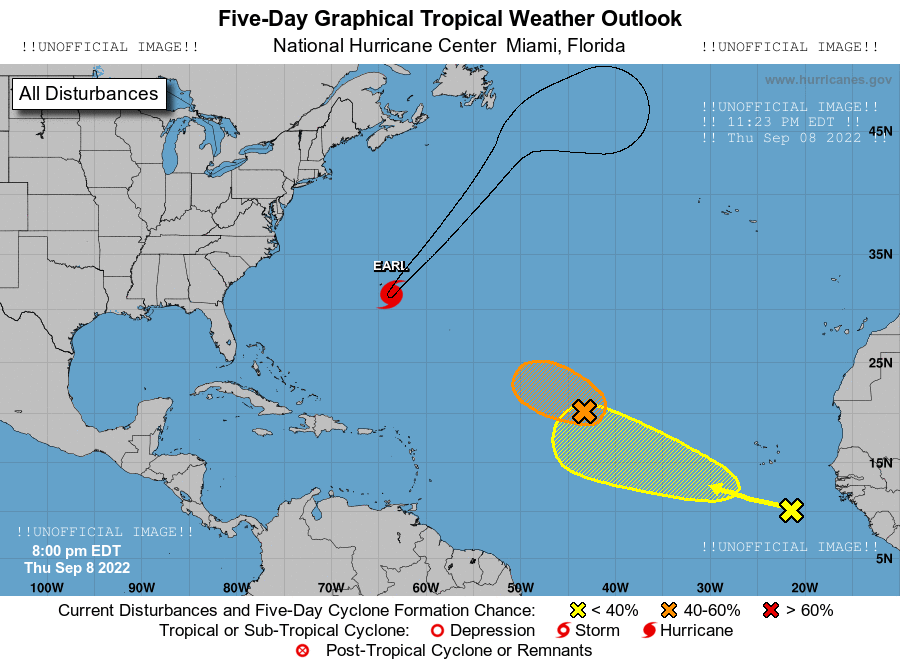 Five-Day Graphical Tropical Weather Outlook
!!UNOFFICIAL IMAGE!!
National Hurricane Center  Miami, Florida
!!UNOFFICIAL IMAGE!!
www.hurricanes.gov
All Disturbances
!!UNOFFICIAL IMAGE!!
!! 11:23 PM EDT !!
!! Thu Sep 08 2022 !!
45N
35N
EARL
25N
15N
!!UNOFFICIAL IMAGE!!
!!UNOFFICIAL IMAGE!!
8:00 pm EDT
Thu Sep 8 2022
5N
100W 90W 80W 70W 60W 50W 40W 30W 20W
Current Disturbances and Five-Day Cyclone Formation Chance: < 40% 40-60% > 60%
Tropical or Sub-Tropical Cyclone: Depression Storm Hurricane
Post-Tropical Cyclone or Remnants